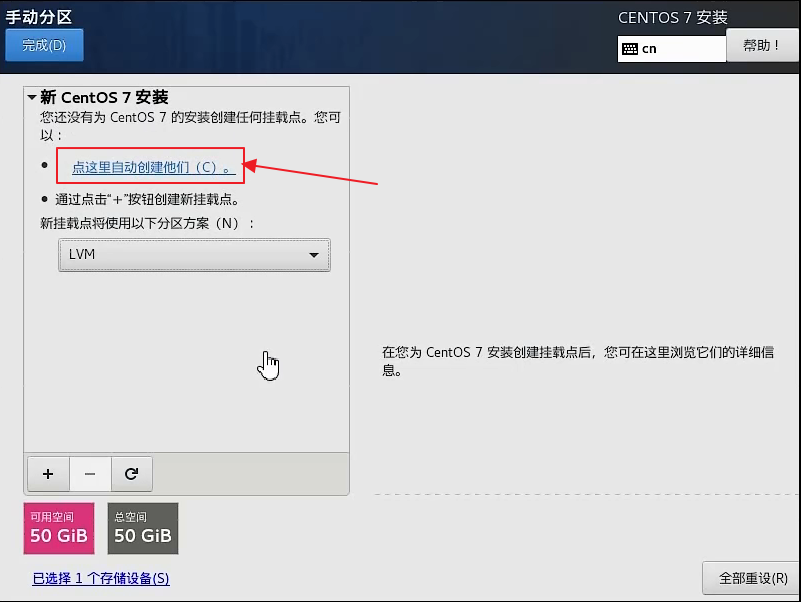 手动分区
CENTOS 7 安装
完成(D)
cn
帮助！
新 CentOS 7 安装
您还没有为 CentOS 7 的安装创建任何挂载点。您可
以：
点这里自动创建他们（C）。
通过点击“+”按钮创建新挂载点。
新挂载点将使用以下分区方案（N）：
LVM
在您为 CentOS 7 安装创建挂载点后，您可在这里浏览它们的详细信
息。
+ −
可用空间
50 GiB
总空间
50 GiB
已选择 1 个存储设备(S)
全部重设(R)